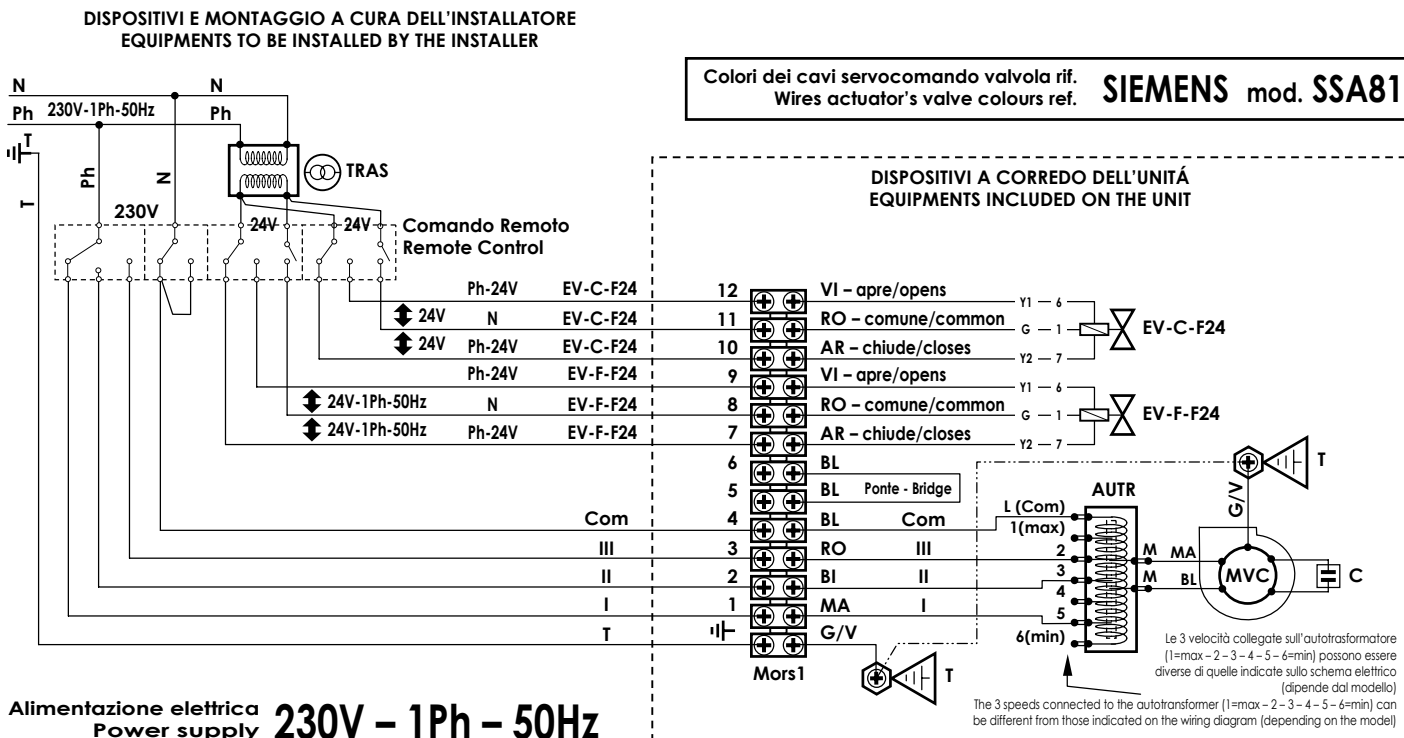 DISPOSITIVI E MONTAGGIO A CURA DELL'INSTALLATORE
EQUIPMENTS TO BE INSTALLED BY THE INSTALLER
Colori dei cavi servocomando valvola rif.
Wires actuator's valve colours ref.
SIEMENS mod. SSA81
N
N
Ph
230V-1Ph-50Hz
Ph
T
T
Ph
N
TRAS
230V
24V
24V
Comando Remoto
Remote Control
DISPOSITIVI A CORREDO DELL'UNITÁ
EQUIPMENTS INCLUDED ON THE UNIT
Ph-24V EV-C-F24 12 VI – apre/opens Y1 – 6
24V N EV-C-F24 11 RO – comune/common G – 1 EV-C-F24
24V Ph-24V EV-C-F24 10 AR – chiude/closes Y2 – 7
Ph-24V EV-F-F24 9 VI – apre/opens Y1 – 6
24V-1Ph-50Hz N EV-F-F24 8 RO – comune/common G – 1 EV-F-F24
24V-1Ph-50Hz Ph-24V EV-F-F24 7 AR – chiude/closes Y2 – 7
6 BL
5 BL Ponte - Bridge
Com 4 BL Com
III 3 RO III
II 2 BI II
I 1 MA I
T G/V
Mors1
T
AUTR
L (Com)
1(max)
2
3
4
5
6(min)
M MA
M BL
MVC
C
G/V
T
Le 3 velocità collegate sull'autotrasformatore
(1=max – 2 – 3 – 4 – 5 – 6=min) possono essere
diverse di quelle indicate sullo schema elettrico
(dipende dal modello)
The 3 speeds connected to the autotransformer (1=max – 2 – 3 – 4 – 5 – 6=min) can
be different from those indicated on the wiring diagram (depending on the model)
Alimentazione elettrica
Power supply
230V – 1Ph – 50Hz